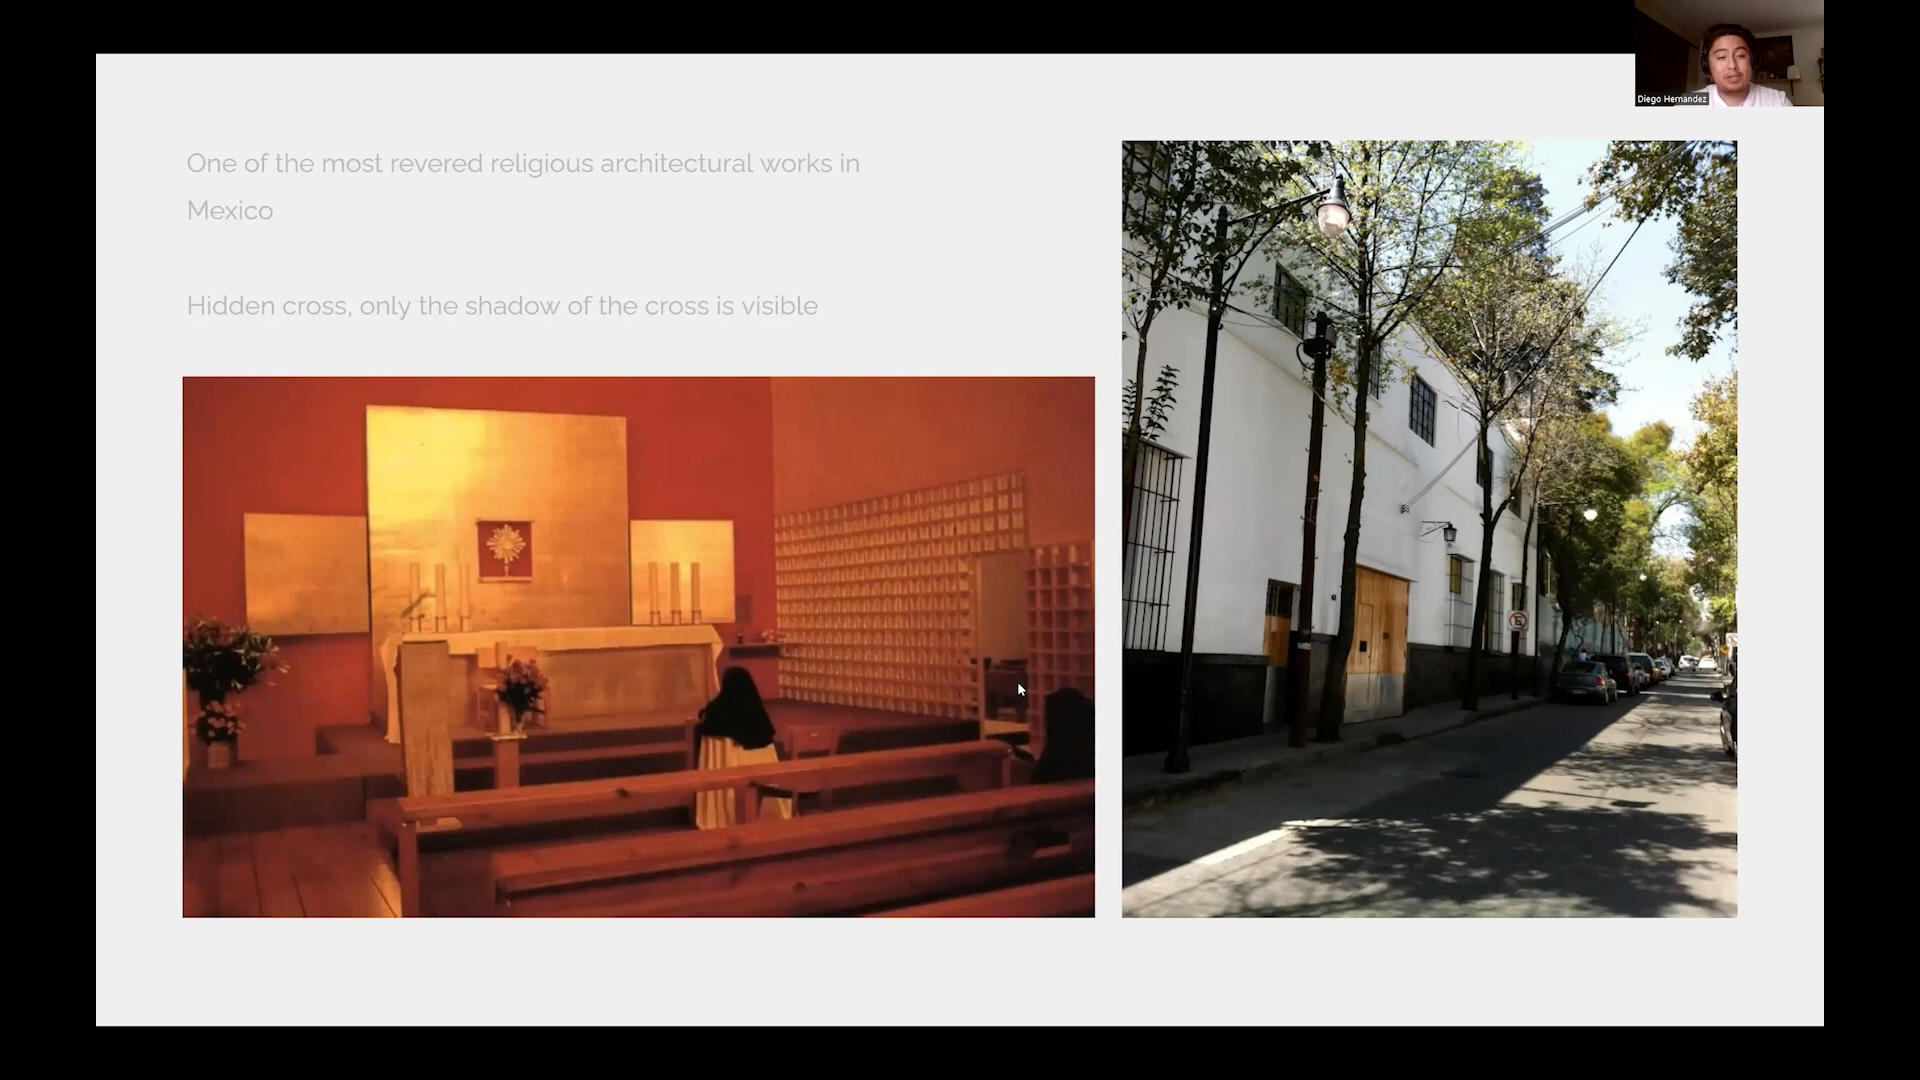 Diego Hernandez
One of the most revered religious architectural works in
Mexico
Hidden cross, only the shadow of the cross is visible